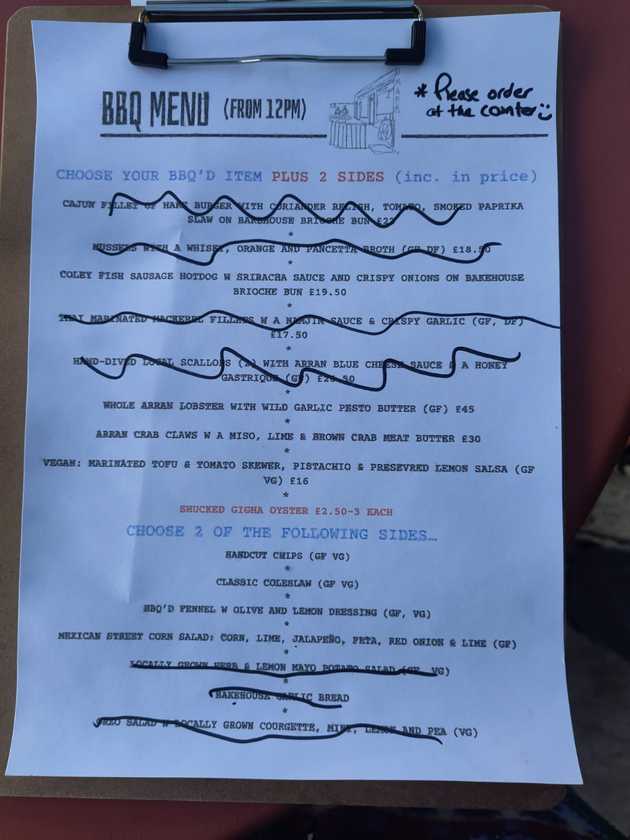 BBQ MENU (FROM 12PM)
* Please order
at the counter
CHOOSE YOUR BBQ'D ITEM PLUS 2 SIDES (inc. in price)
CAJUN FILLET OF HAKE BURGER WITH CORIANDER RELISH, TOMATO, SMOKED PAPRIKA
SLAW ON BAKEHOUSE BRIOCHE BUN
*
MUSSELS WITH A WHISKY, ORANGE AND PANCETTA BROTH (GF DF) £18.50
*
COLEY FISH SAUSAGE HOTDOG W SRIRACHA SAUCE AND CRISPY ONIONS ON BAKEHOUSE
BRIOCHE BUN £19.50
*
THAI MARINATED MACKEREL FILLETS W A SAUCE & CRISPY GARLIC (GF, DF)
£17.50
*
HAND-DIVED LOCAL SCALLOPS (2) WITH ARRAN BLUE CHEESE SAUCE & A HONEY
GASTRIQUE (GF)
*
WHOLE ARRAN LOBSTER WITH WILD GARLIC PESTO BUTTER (GF) £45
*
ARRAN CRAB CLAWS W A MISO, LIME & BROWN CRAB MEAT BUTTER £30
*
VEGAN: MARINATED TOFU & TOMATO SKEWER, PISTACHIO & PRESEVRED LEMON SALSA (GF
VG) £16
*
SHUCKED GIGHA OYSTER £2.50-3 EACH
CHOOSE 2 OF THE FOLLOWING SIDES…
HANDCUT CHIPS (GF VG)
*
CLASSIC COLESLAW (GF VG)
*
BBQ'D FENNEL W OLIVE AND LEMON DRESSING (GF, VG)
*
MEXICAN STREET CORN SALAD: CORN, LIME, JALAPEÑO, FETA, RED ONION & LIME (GF)
*
LOCALLY GROWN HERB & LEMON MAYO POTATO SALAD (GF, VG)
*
BAKEHOUSE GARLIC BREAD
*
ORZO SALAD W LOCALLY GROWN COURGETTE, MINT, LEMON AND PEA (VG)